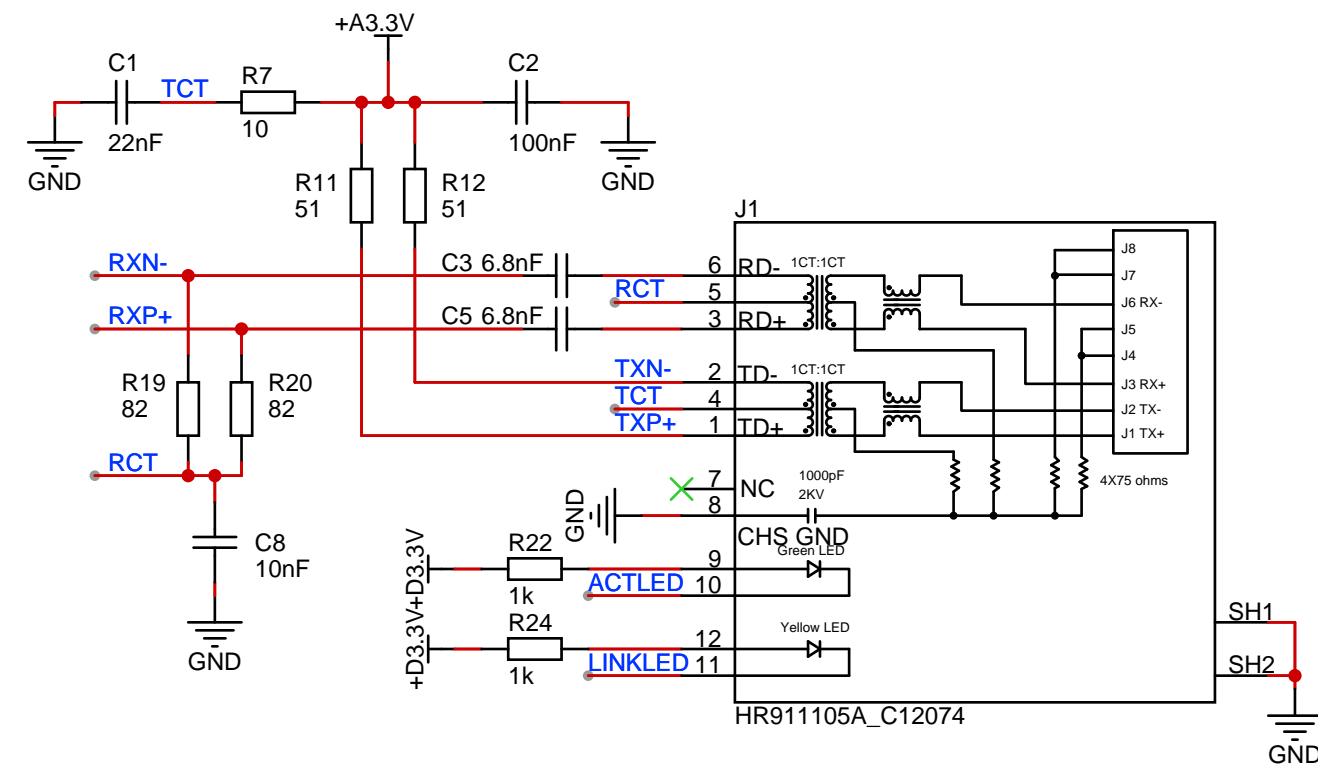 +A3.3V
C1
TCT
R7
C2
22nF
10
100nF
GND
GND
R11
51
R12
51
J1
RXN-
C3 6.8nF
6
RD-
1CT:1CT
J8
J7
RCT
5
J6 RX-
RXP+
C5 6.8nF
3
RD+
J5
J4
TXN-
2
TD-
1CT:1CT
J3 RX+
R19
82
R20
82
TCT
4
J2 TX-
TXP+
1
TD+
J1 TX+
RCT
7
NC
1000pF
2KV
4X75 ohms
GND
8
CHS GND
C8
10nF
GND
+D3.3V
R22
1k
9
Green LED
ACTLED
10
+D3.3V
R24
1k
12
Yellow LED
LINKLED
11
SH1
SH2
HR911105A_C12074
GND